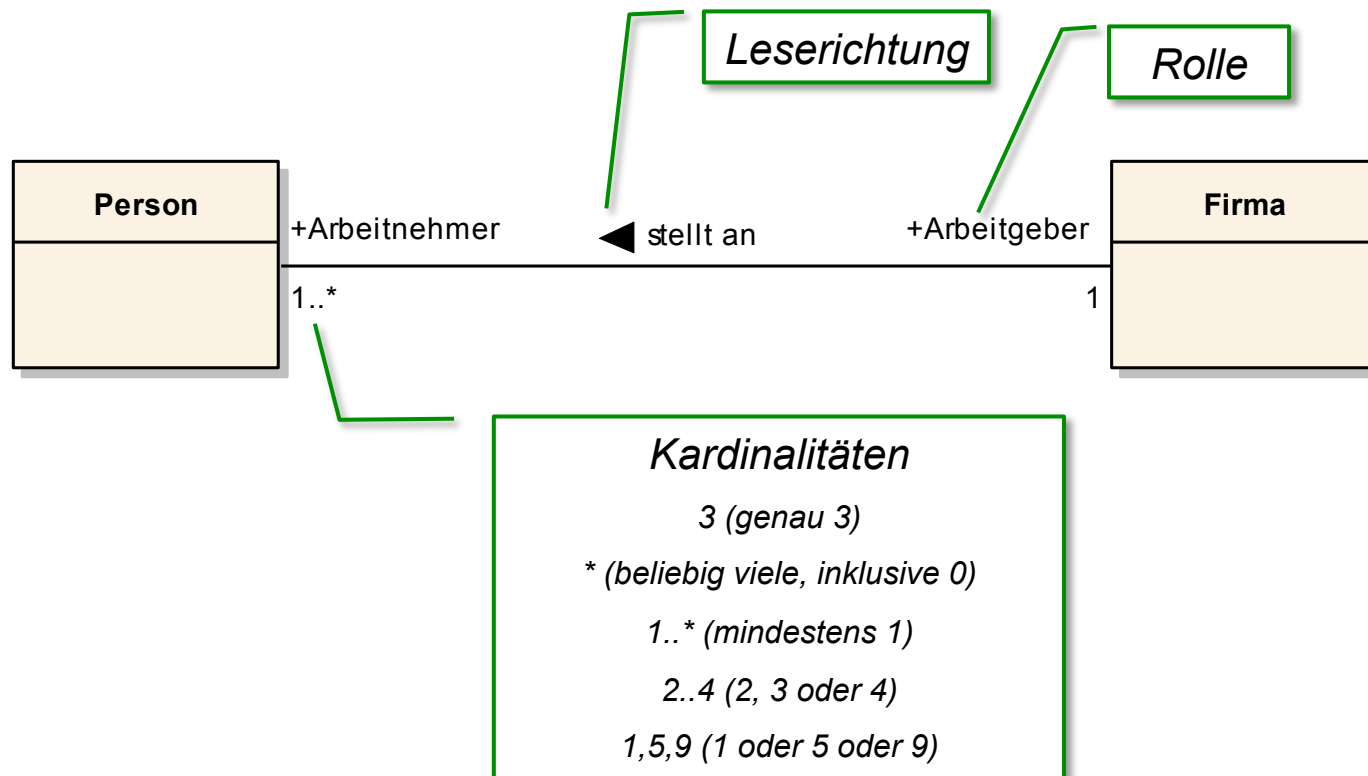 Leserichtung
Rolle
Person
Firma
+Arbeitnehmer
stellt an
+Arbeitgeber
1..*
1
Kardinalitäten
3 (genau 3)
* (beliebig viele, inklusive 0)
1..* (mindestens 1)
2..4 (2, 3 oder 4)
1,5,9 (1 oder 5 oder 9)